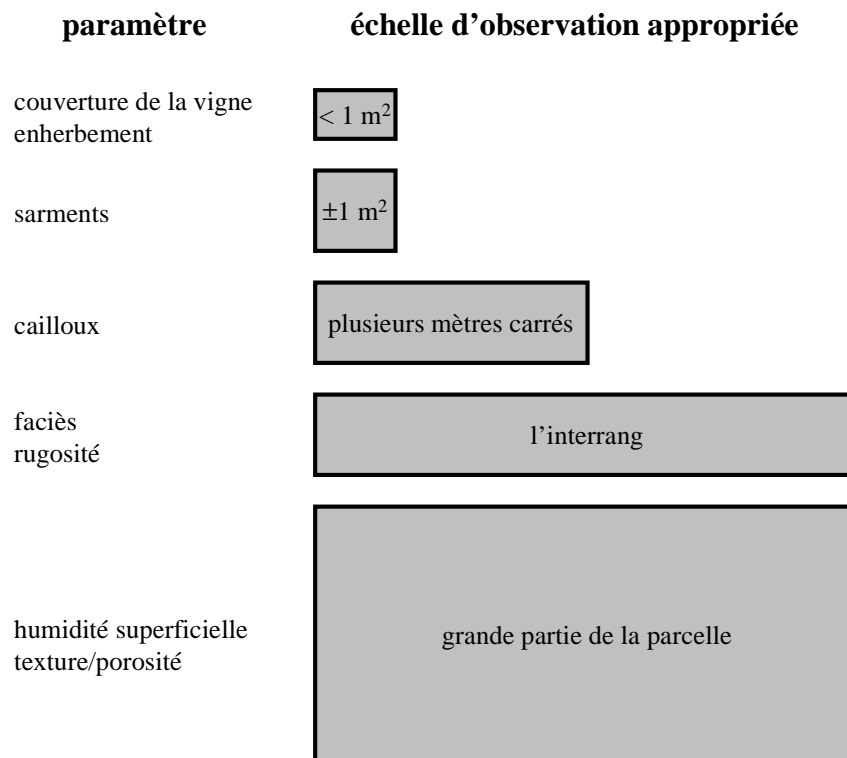 paramètre échelle d’observation appropriée
couverture de la vigne
enherbement
< 1 m²
sarments
±1 m²
cailloux
plusieurs mètres carrés
faciès
rugosité
l’interrang
humidité superficielle
texture/porosité
grande partie de la parcelle